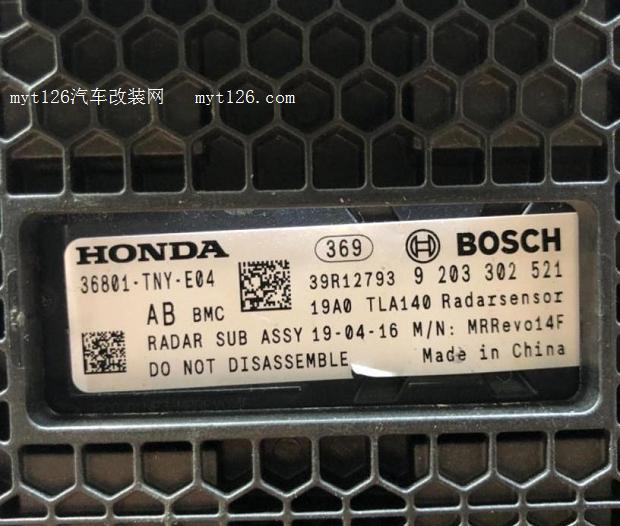 myt126汽车改装网 myt126.com
HONDA 369 BOSCH
36801-TNY-E04 39R12793 9 203 302 521
AB BMC 19A0 TLA140 Radarsensor
RADAR SUB ASSY 19-04-16 M/N: MRRevo14F
DO NOT DISASSEMBLE Made in China